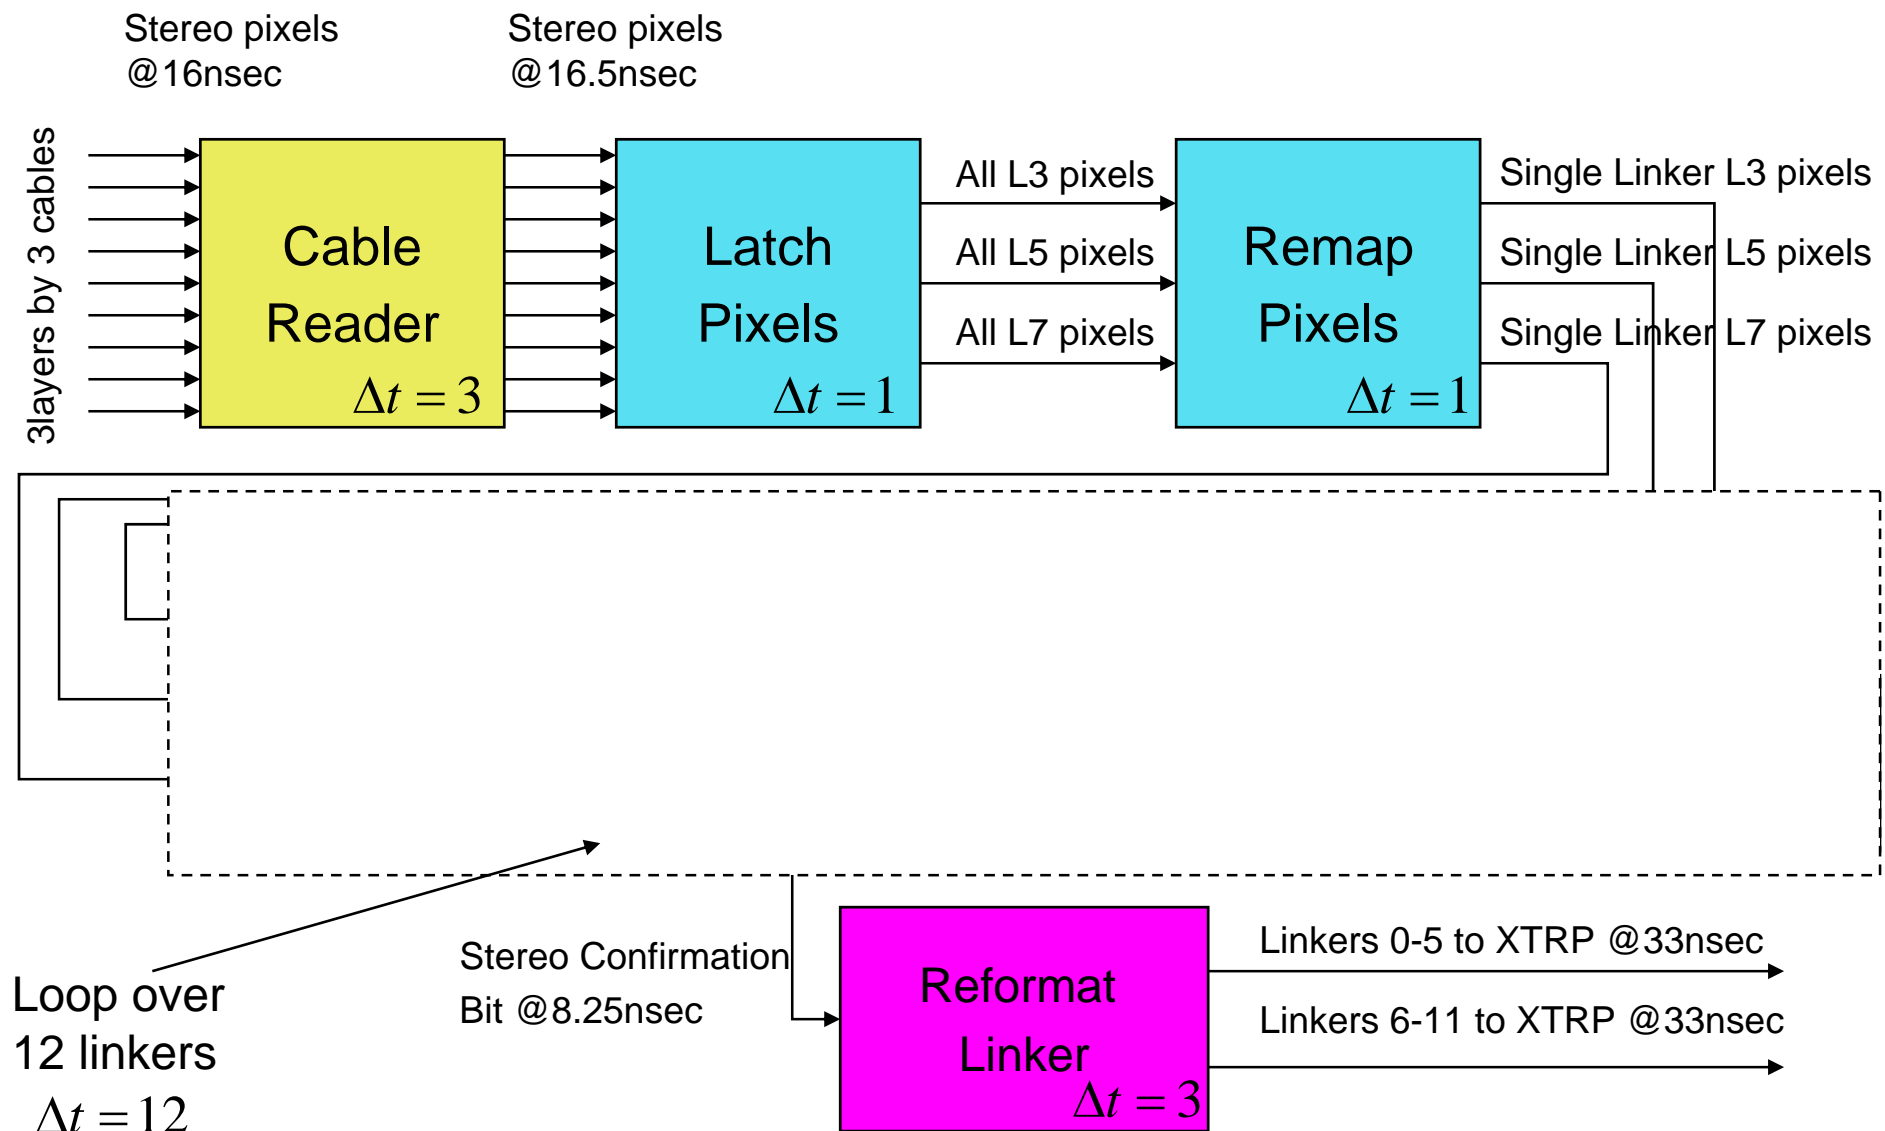 Stereo pixels
@16nsec
Stereo pixels
@16.5nsec
3layers by 3 cables
Cable
Reader
Δt = 3
Latch
Pixels
Δt = 1
All L3 pixels
All L5 pixels
All L7 pixels
Remap
Pixels
Δt = 1
Single Linker L3 pixels
Single Linker L5 pixels
Single Linker L7 pixels
Loop over
12 linkers
Δt = 12
Stereo Confirmation
Bit @8.25nsec
Reformat
Linker
Δt = 3
Linkers 0-5 to XTRP @33nsec
Linkers 6-11 to XTRP @33nsec